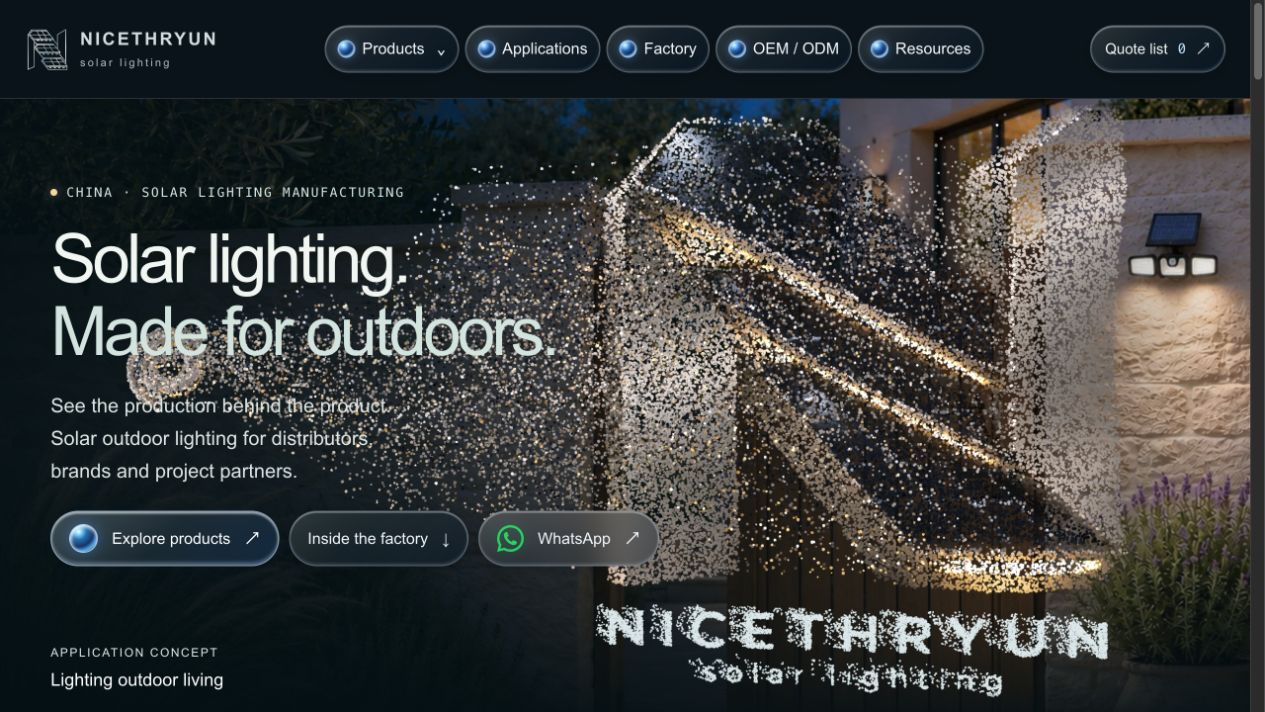 NICETHRYUN
solar lighting
Products
Applications
Factory
OEM / ODM
Resources
Quote list 0 ↗
CHINA · SOLAR LIGHTING MANUFACTURING
Solar lighting.
Made for outdoors.
See the production behind the product.
Solar outdoor lighting for distributors,
brands and project partners.
Explore products ↗
Inside the factory ↓
WhatsApp ↗
NICETHRYUN
solar lighting
APPLICATION CONCEPT
Lighting outdoor living